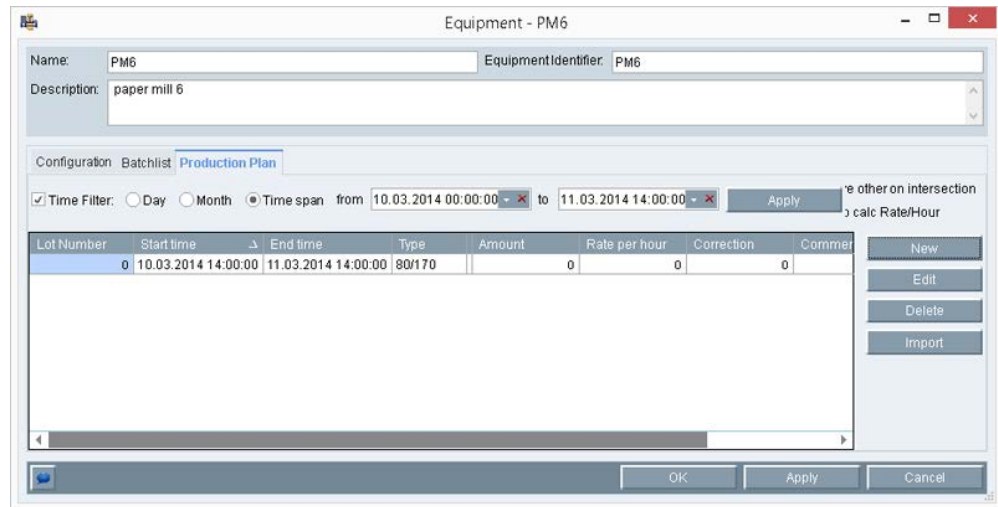 Equipment - PM6
Name: PM6 Equipment Identifier: PM6
Description: paper mill 6
Configuration Batchlist Production Plan
Time Filter: Day Month Time span from 10.03.2014 00:00:00 to 11.03.2014 14:00:00 Apply
other on intersection
calc Rate/Hour
Lot Number Start time End time Type Amount Rate per hour Correction Commer
0 10.03.2014 14:00:00 11.03.2014 14:00:00 80/170 0 0 0
New
Edit
Delete
Import
OK Apply Cancel